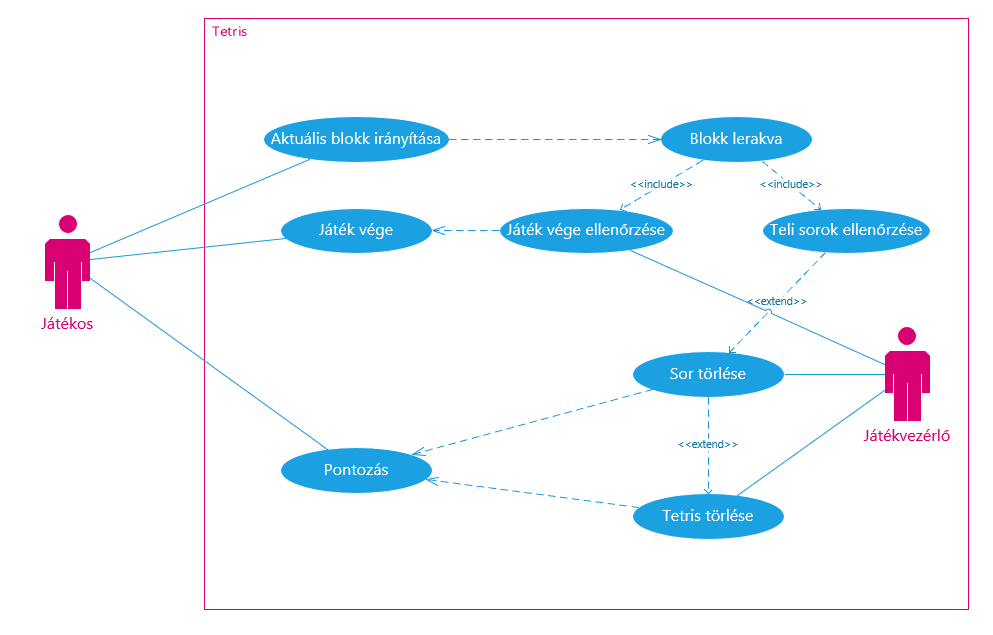 Tetris
Aktuális blokk irányítása
Blokk lerakva
<<include>>
<<include>>
Játék vége
Játék vége ellenőrzése
Teli sorok ellenőrzése
<<extend>>
Játékos
Sor törlése
Játékvezérlő
<<extend>>
Pontozás
Tetris törlése